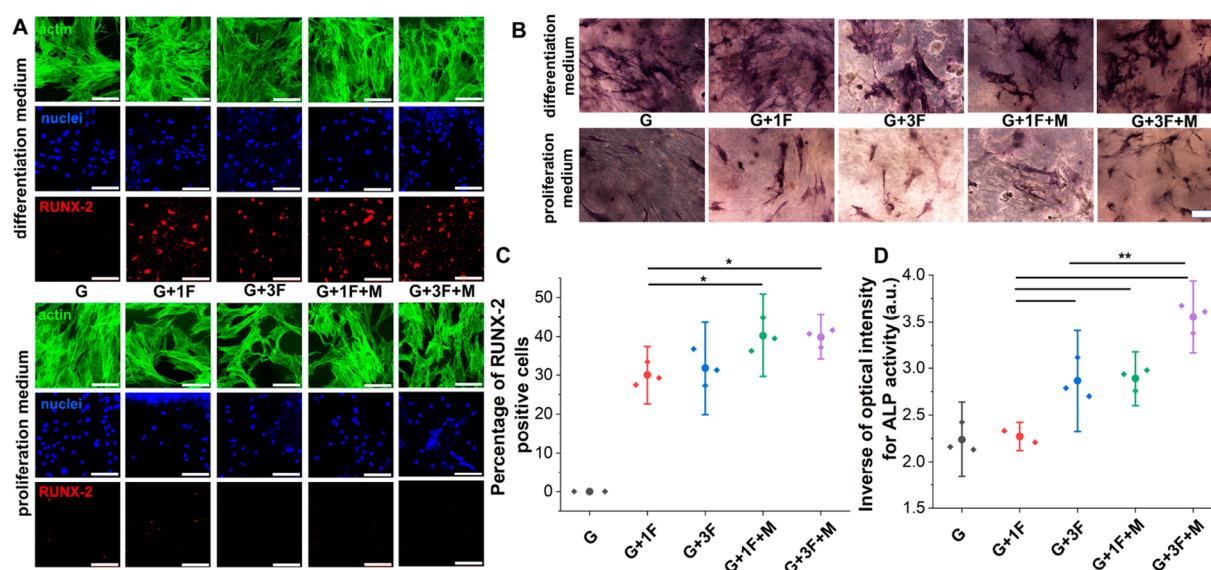 A
differentiation medium
actin
nuclei
RUNX-2
G G+1F G+3F G+1F+M G+3F+M
proliferation medium
actin
nuclei
RUNX-2
B
differentiation
medium
G G+1F G+3F G+1F+M G+3F+M
proliferation
medium
C
Percentage of RUNX-2
positive cells
50
40
30
20
10
0
*
*
G G+1F G+3F G+1F+M G+3F+M
D
Inverse of optical intensity
for ALP activity (a.u.)
4.0
3.5
3.0
2.5
2.0
1.5
**
G G+1F G+3F G+1F+M G+3F+M